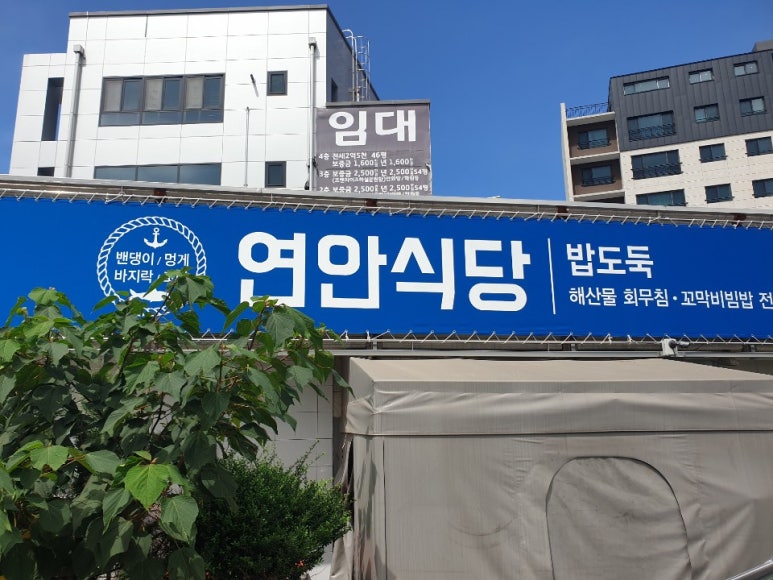 임대
4층 전세2억5천 46평
보증금 1,600만 년 1,600만
3층 보증금 2,500만 년 2,500만 54평
2층 보증금 2,500만 년 2,500만 54평
밴댕이 / 멍게
바지락
연안식당
밥도둑
해산물 회무침 · 꼬막비빔밥 전